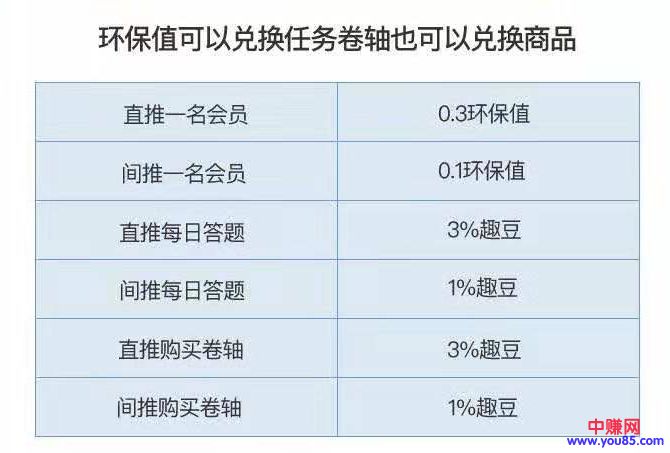 环保值可以兑换任务卷轴也可以兑换商品
直推一名会员 0.3环保值
间推一名会员 0.1环保值
直推每日答题 3%趣豆
间推每日答题 1%趣豆
直推购买卷轴 3%趣豆
间推购买卷轴 1%趣豆
中赚网
www.you85.com